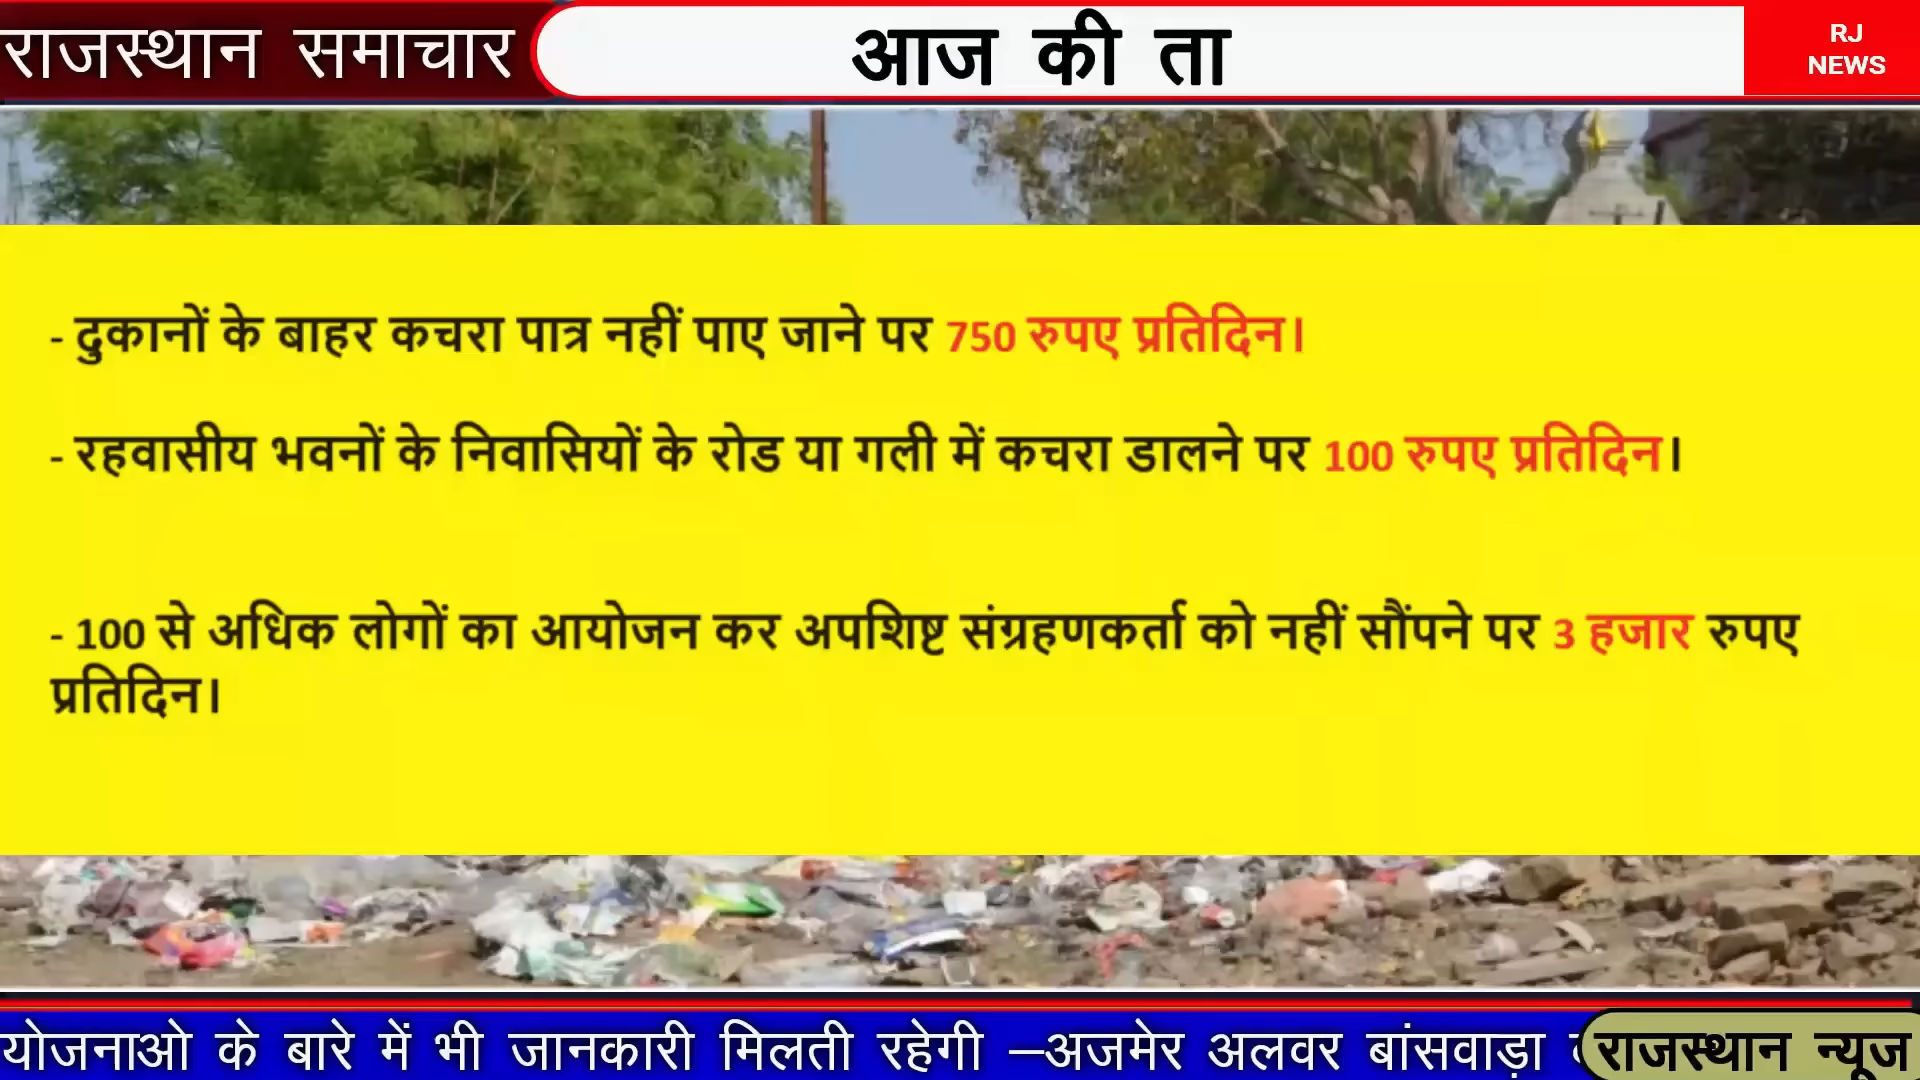 राजस्थान समाचार
आज की ता
RJ
NEWS
- दुकानों के बाहर कचरा पात्र नहीं पाए जाने पर 750 रुपए प्रतिदिन।
- रहवासीय भवनों के निवासियों के रोड या गली में कचरा डालने पर 100 रुपए प्रतिदिन।
- 100 से अधिक लोगों का आयोजन कर अपशिष्ट संग्रहणकर्ता को नहीं सौंपने पर 3 हजार रुपए
प्रतिदिन।
योजनाओ के बारे में भी जानकारी मिलती रहेगी –अजमेर अलवर बांसवाड़ा
राजस्थान न्यूज